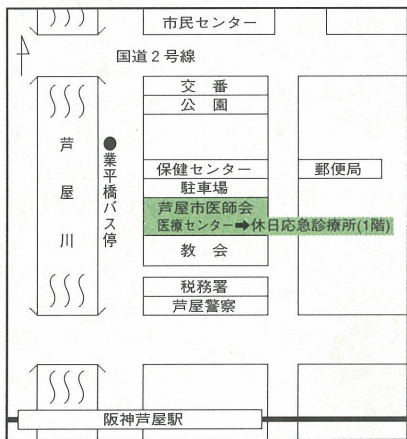 市民センター
国道2号線
交番
公園
芦屋川
業平橋バス停
保健センター
郵便局
駐車場
芦屋市医師会
医療センター➡休日応急診療所(1階)
教会
税務署
芦屋警察
阪神芦屋駅